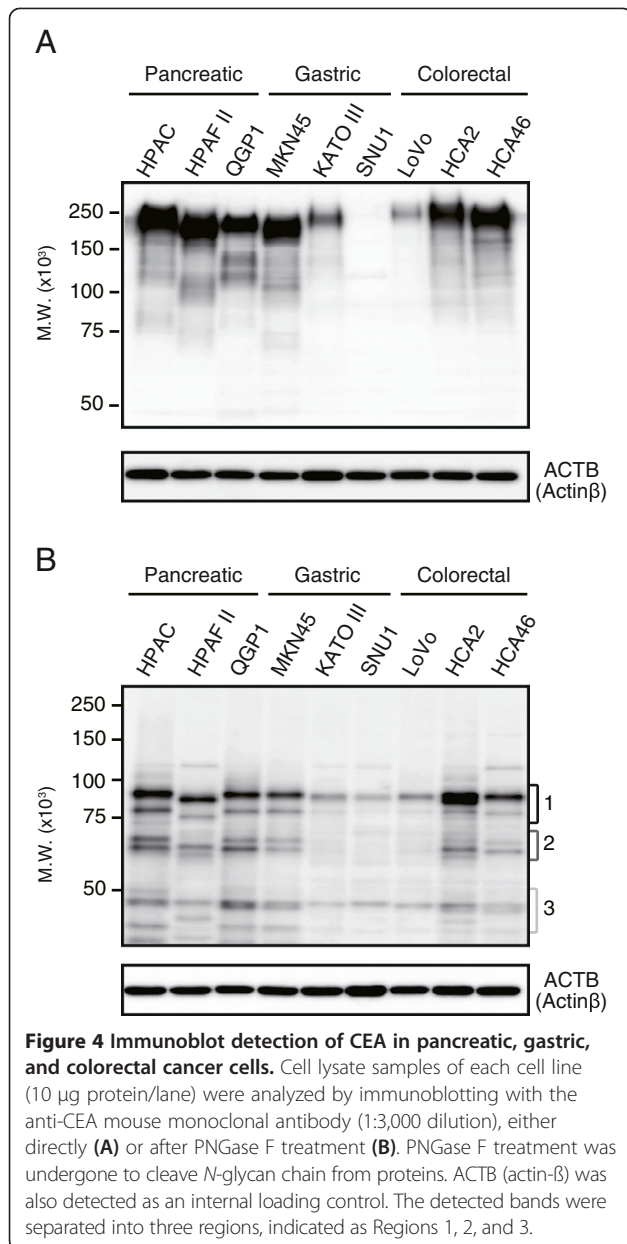 A
Pancreatic Gastric Colorectal
HPAC HPAF II QGP1 MKN45 KATO III SNU1 LoVo HCA2 HCA46
250
150
100
75
50
M.W. (x10³)
ACTB
(Actinβ)
B
Pancreatic Gastric Colorectal
HPAC HPAF II QGP1 MKN45 KATO III SNU1 LoVo HCA2 HCA46
250
150
100
75
50
M.W. (x10³)
1
2
3
ACTB
(Actinβ)
Figure 4 Immunoblot detection of CEA in pancreatic, gastric,
and colorectal cancer cells. Cell lysate samples of each cell line
(10 μg protein/lane) were analyzed by immunoblotting with the
anti-CEA mouse monoclonal antibody (1:3,000 dilution), either
directly (A) or after PNGase F treatment (B). PNGase F treatment was
undergone to cleave N-glycan chain from proteins. ACTB (actin-ß) was
also detected as an internal loading control. The detected bands were
separated into three regions, indicated as Regions 1, 2, and 3.